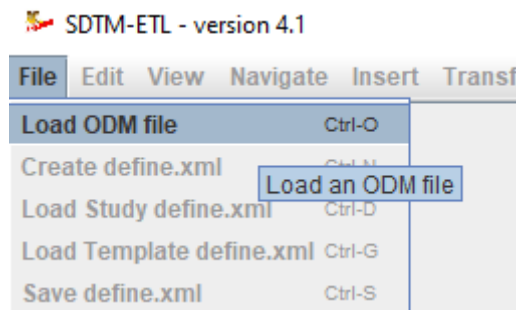 SDTM-ETL - version 4.1
File Edit View Navigate Insert Transf
Load ODM file Ctrl-O
Create define.xml Ctrl-N
Load an ODM file
Load Study define.xml Ctrl-D
Load Template define.xml Ctrl-G
Save define.xml Ctrl-S